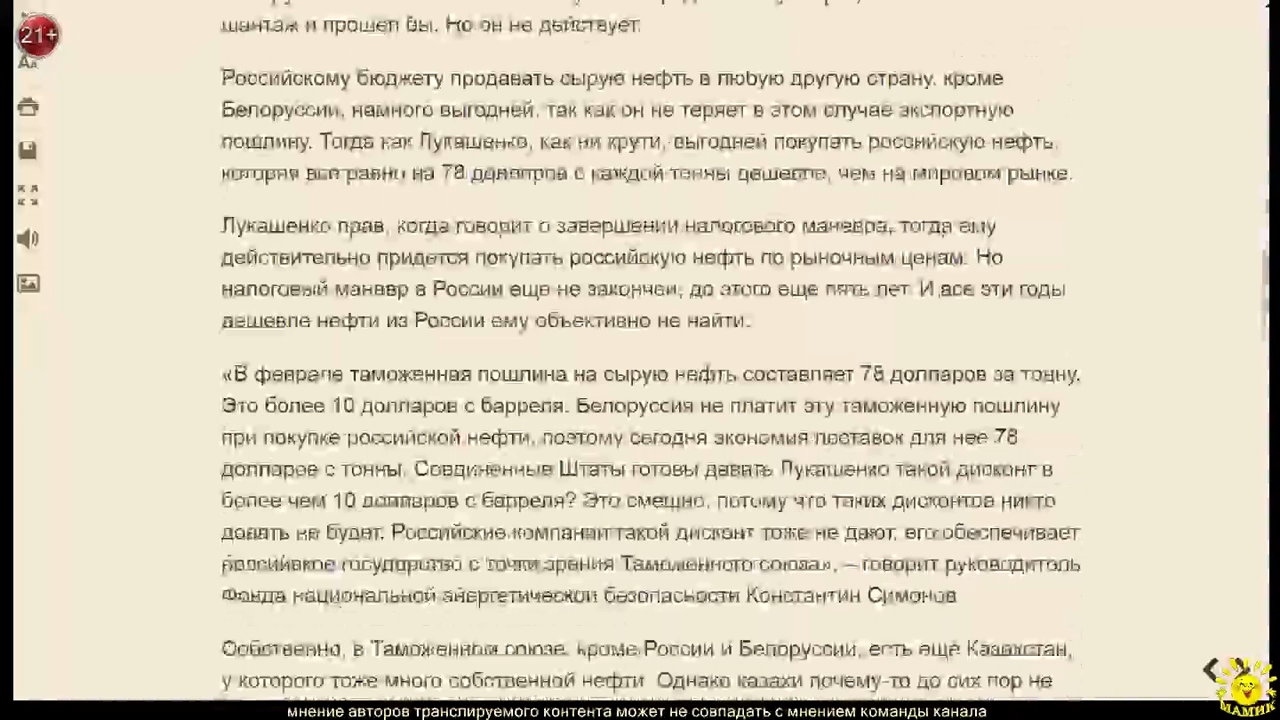 шантаж и прошел бы. Но он не действует.
21+
Aa
Российскому бюджету продавать сырую нефть в любую другую страну, кроме
Белоруссии, намного выгодней, так как он не теряет в этом случае экспортную
пошлину. Тогда как Лукашенко, как ни крути, выгодней покупать российскую нефть,
которая все равно на 78 долларов с каждой тонны дешевле, чем на мировом рынке.
Лукашенко прав, когда говорит о завершении налогового маневра, тогда ему
действительно придется покупать российскую нефть по рыночным ценам. Но
налоговый маневр в России еще не закончен, до этого еще пять лет. И все эти годы
дешевле нефти из России ему объективно не найти.
«В феврале таможенная пошлина на сырую нефть составляет 78 долларов за тонну.
Это более 10 долларов с барреля. Белоруссия не платит эту таможенную пошлину
при покупке российской нефти, поэтому сегодня экономия поставок для нее 78
долларов с тонны. Соединенные Штаты готовы давать Лукашенко такой дисконт в
более чем 10 долларов с барреля? Это смешно, потому что таких дисконтов никто
давать не будет. Российские компании такой дисконт тоже не дают, его обеспечивает
российское государство с точки зрения Таможенного союза», – говорит руководитель
Фонда национальной энергетической безопасности Константин Симонов
Собственно, в Таможенном союзе, кроме России и Белоруссии, есть еще Казахстан,
у которого тоже много собственной нефти. Однако казахи почему-то до сих пор не
МАМИК
мнение авторов транслируемого контента может не совпадать с мнением команды канала